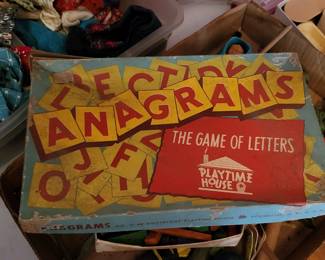 ANAGRAMS
THE GAME OF LETTERS
PLAYTIME
HOUSE
ANAGRAMS